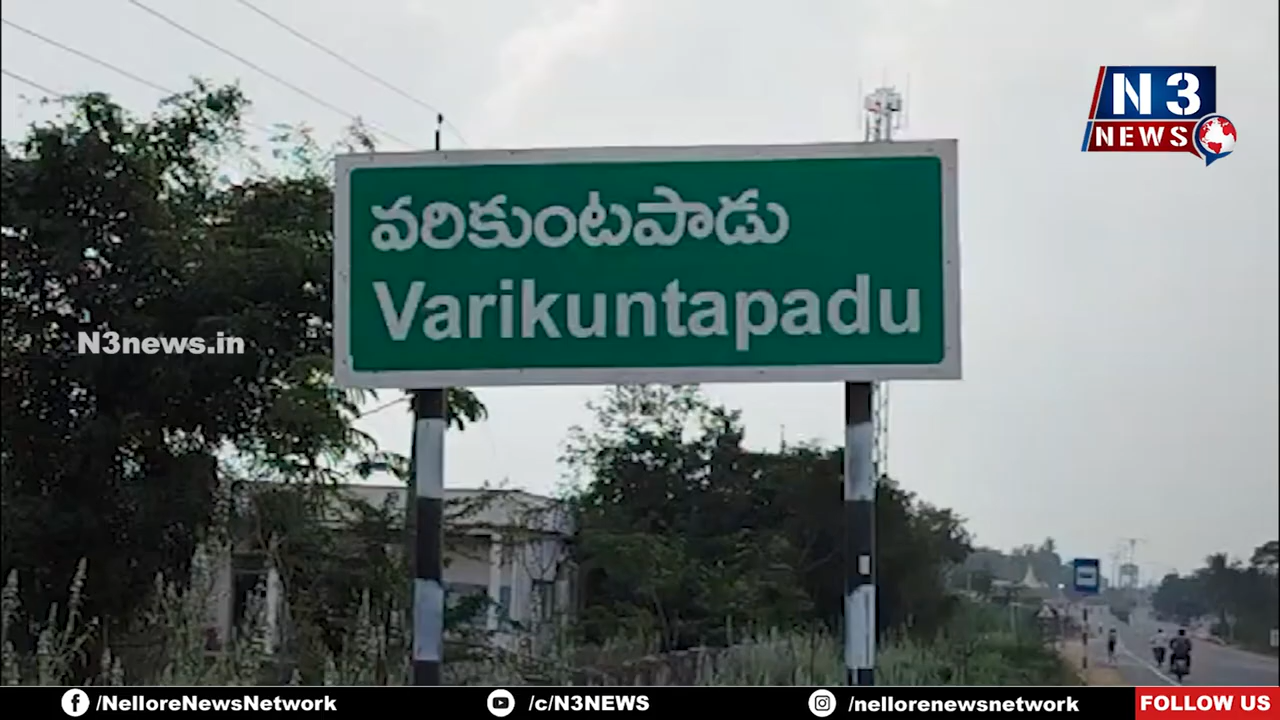 N3
NEWS
వరికుంటపాడు
Varikuntapadu
N3news.in
/NelloreNewsNetwork
/c/N3NEWS
/nellorenewsnetwork
FOLLOW US